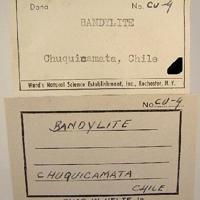 Dana No. CU-9
BANDYLITE
Chuquicamata, Chile
Ward's Natural Science Establishment, Inc., Rochester, N. Y.
No. CU-9
BANDYLITE
CHUQUICAMATA
CHILE